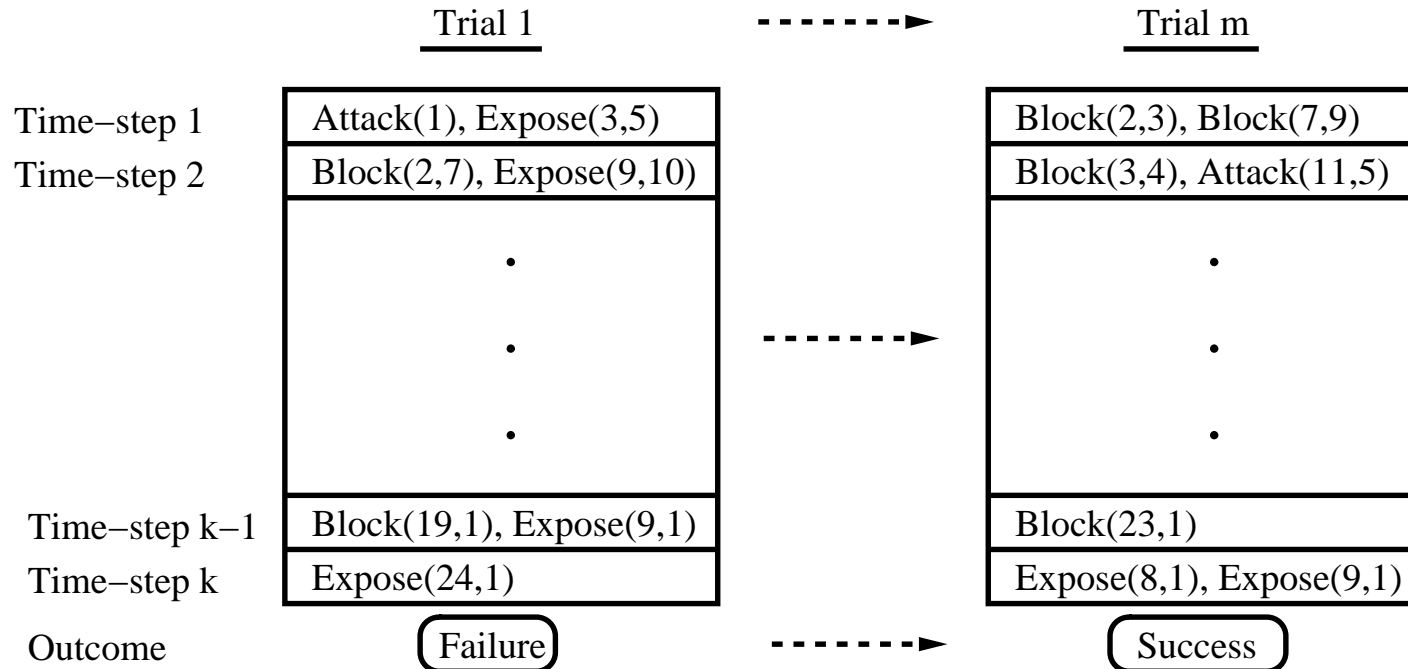 Trial 1 Trial m
Time−step 1 Attack(1), Expose(3,5) Block(2,3), Block(7,9)
Time−step 2 Block(2,7), Expose(9,10) Block(3,4), Attack(11,5)
Time−step k−1 Block(19,1), Expose(9,1) Block(23,1)
Time−step k Expose(24,1) Expose(8,1), Expose(9,1)
Outcome Failure Success